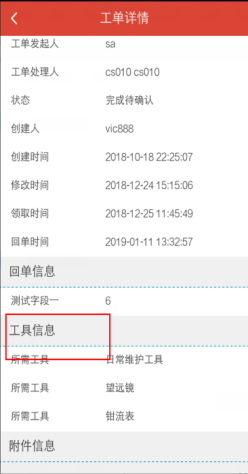 工单详情
工单发起人 sa
工单处理人 cs010 cs010
状态 完成待确认
创建人 vic888
创建时间 2018-10-18 22:25:07
修改时间 2018-12-24 15:15:06
领取时间 2018-12-25 11:45:49
回单时间 2019-01-11 13:32:57
回单信息
测试字段一 6
工具信息
所需工具 日常维护工具
所需工具 望远镜
所需工具 钳流表
附件信息